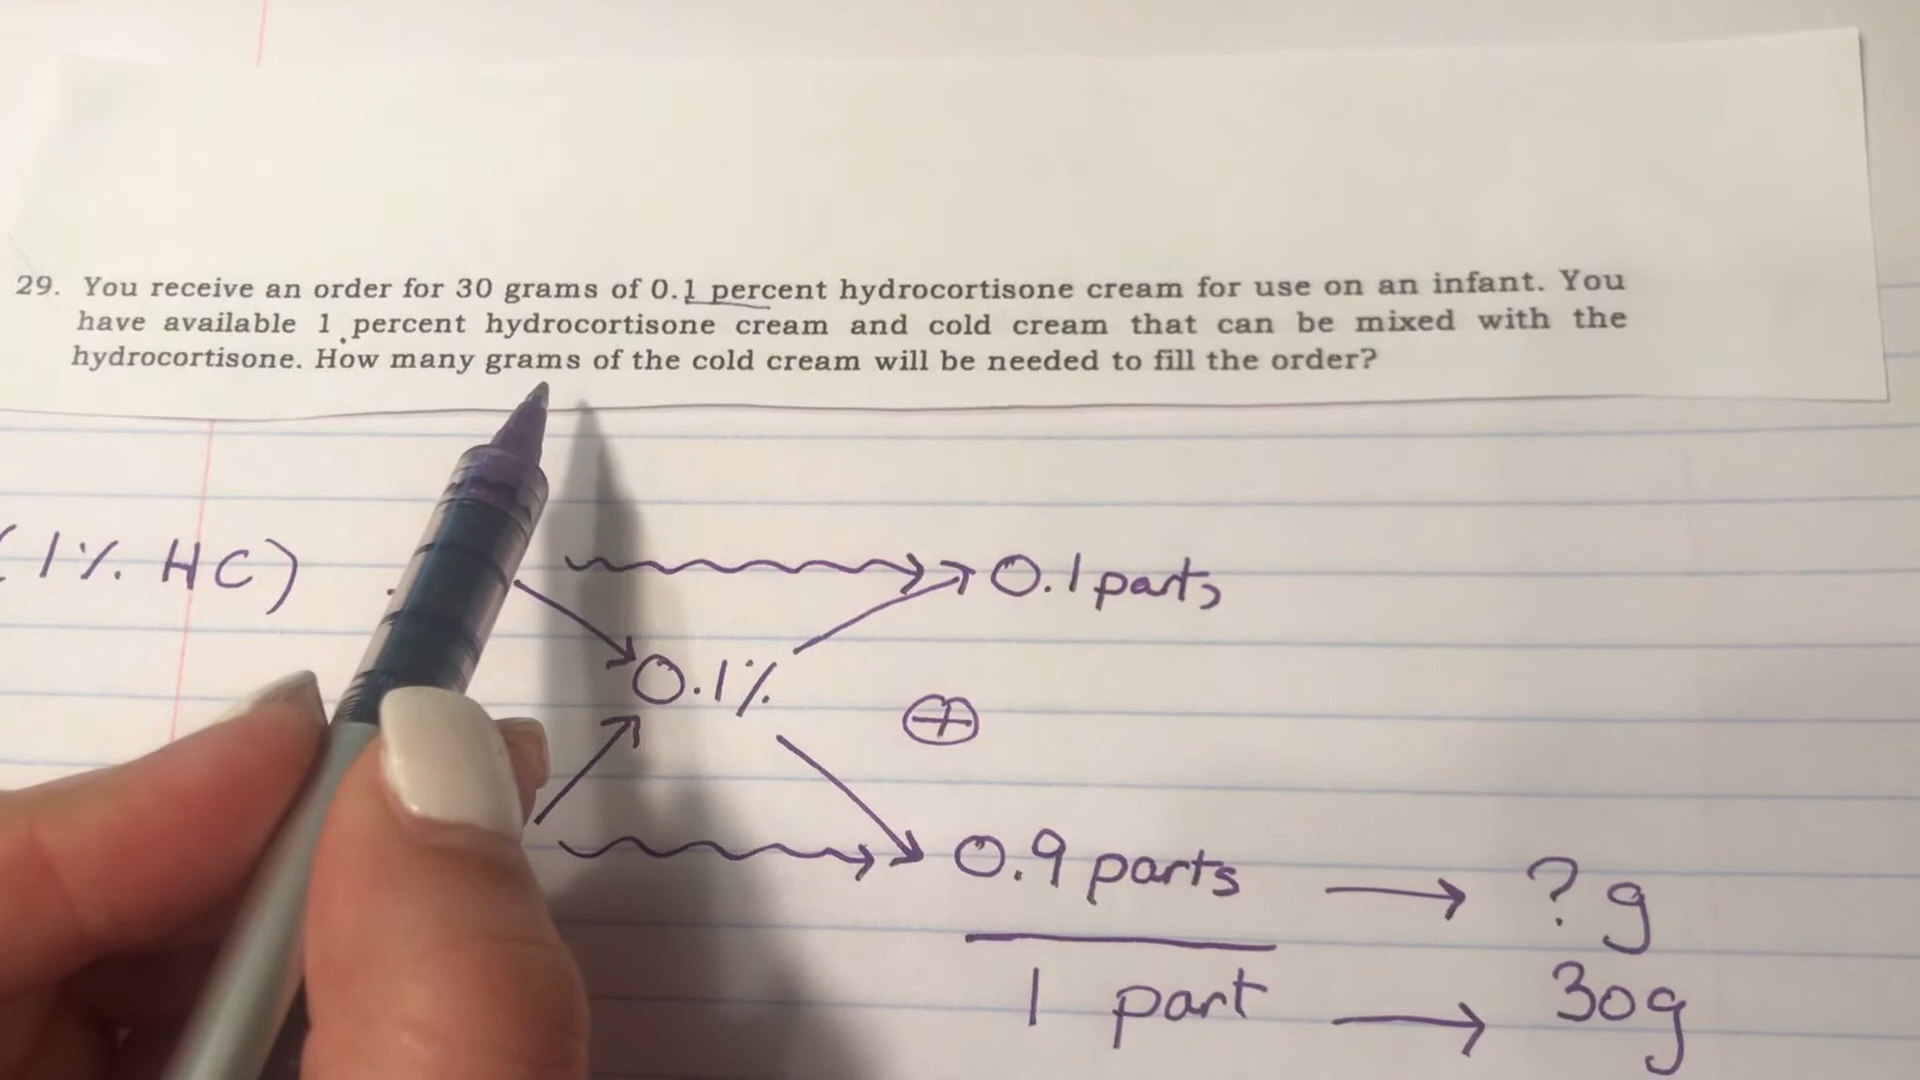 29. You receive an order for 30 grams of 0.1 percent hydrocortisone cream for use on an infant. You
have available 1 percent hydrocortisone cream and cold cream that can be mixed with the
hydrocortisone. How many grams of the cold cream will be needed to fill the order?
(1% HC)
0.1 parts
0.1%
+
0.9 parts → ? g
1 part → 30g